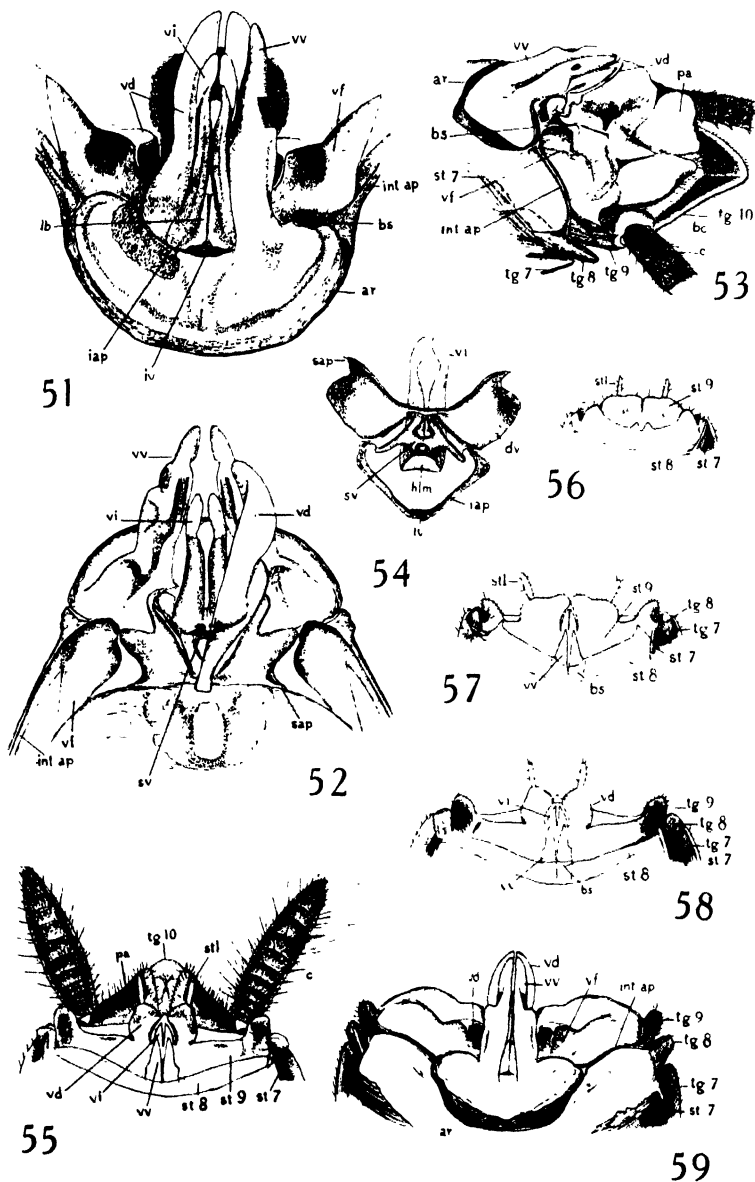 vi
vv
vd
vf
int ap
bs
lb
ar
iap
iv
51
vv
vd
ar
pa
bs
st 7
vf
int ap
tg 10
bc
c
tg 7
tg 8
tg 9
53
sap
vi
dv
sv
hlm
iap
iv
54
stl
st 9
st 8
st 7
56
vv
vi
vd
vf
int ap
sv
sap
52
stl
st 9
tg 8
tg 7
st 7
vv
bs
st 8
57
vi
vd
tg 9
tg 8
tg 7
st 7
bs
st 8
58
tg 10
pa
stl
c
vd
vi
vv
st 8
st 9
st 7
55
vd
vv
vf
int ap
tg 9
tg 8
tg 7
st 7
ar
59